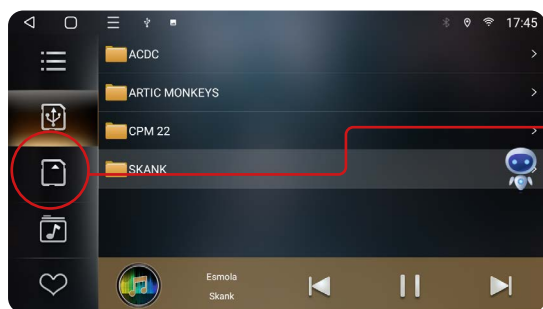 17:45
ACDC
ARTIC MONKEYS
CPM 22
SKANK
Esmola
Skank